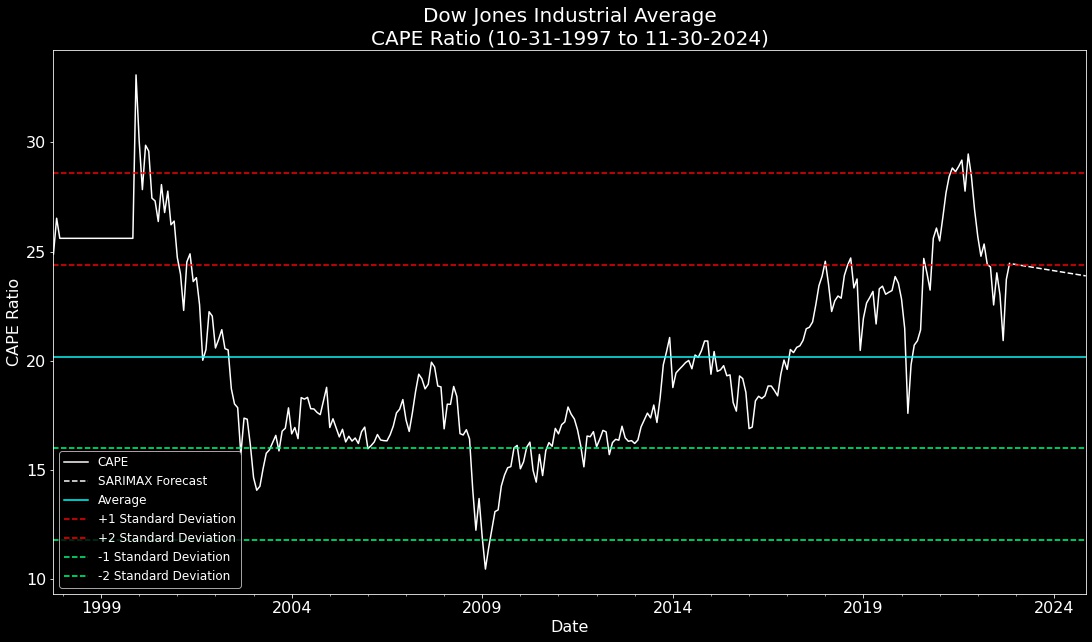 Dow Jones Industrial Average
CAPE Ratio (10-31-1997 to 11-30-2024)
CAPE Ratio
30
25
20
15
10
CAPE
SARIMAX Forecast
Average
+1 Standard Deviation
+2 Standard Deviation
-1 Standard Deviation
-2 Standard Deviation
1999
2004
2009
2014
2019
2024
Date